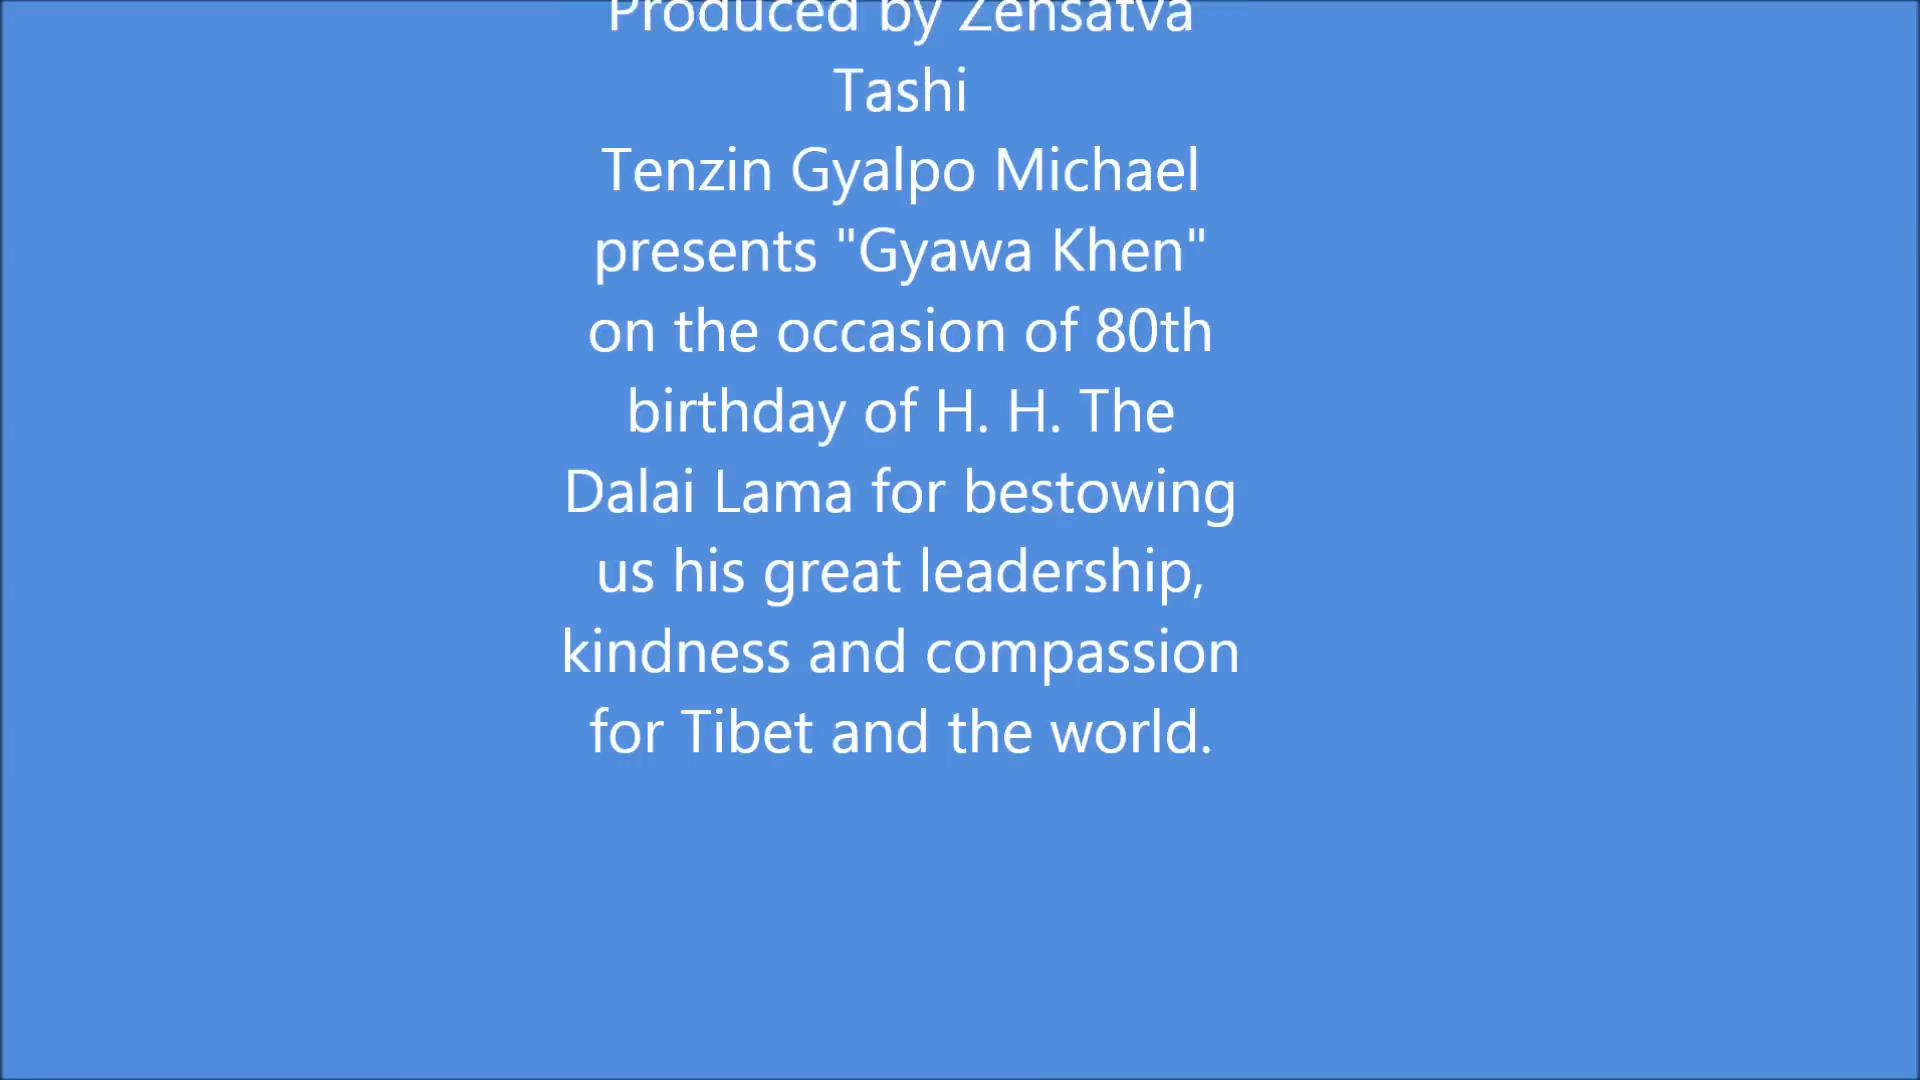 Produced by Zensatva
Tashi
Tenzin Gyalpo Michael
presents "Gyawa Khen"
on the occasion of 80th
birthday of H. H. The
Dalai Lama for bestowing
us his great leadership,
kindness and compassion
for Tibet and the world.